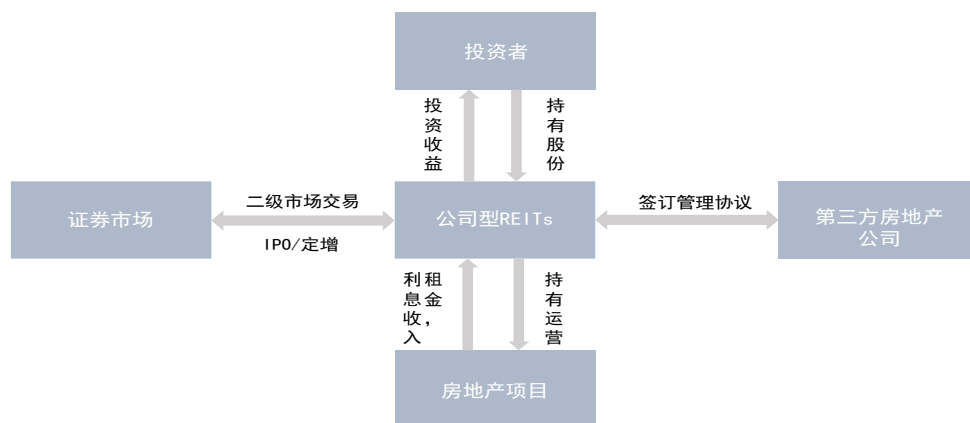 投资者
投资收益
持有股份
证券市场
二级市场交易
IPO/定增
公司型REITs
签订管理协议
第三方房地产
公司
租金，
利息收入
持有运营
房地产项目